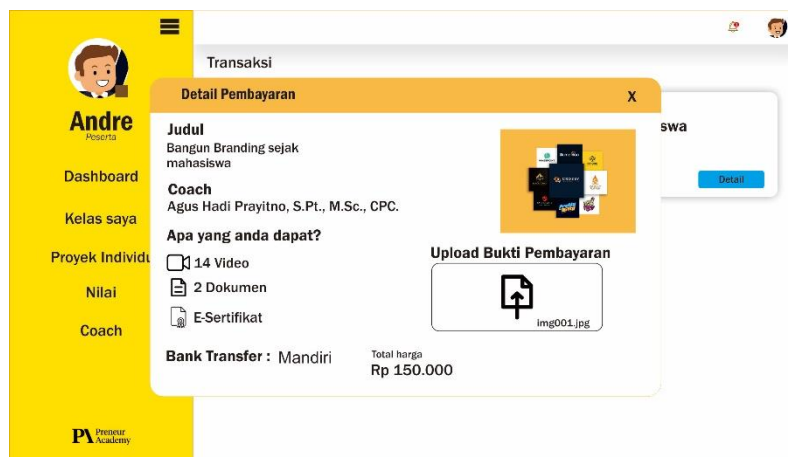 Transaksi
Andre
Peserta
Dashboard
Kelas saya
Proyek Individu
Nilai
Coach
Preneur
Academy
Detail Pembayaran
X
Judul
Bangun Branding sejak
mahasiswa
Coach
Agus Hadi Prayitno, S.Pt., M.Sc., CPC.
Apa yang anda dapat?
14 Video
2 Dokumen
E-Sertifikat
Bank Transfer : Mandiri
Total harga
Rp 150.000
Upload Bukti Pembayaran
img001.jpg
swa
Detail